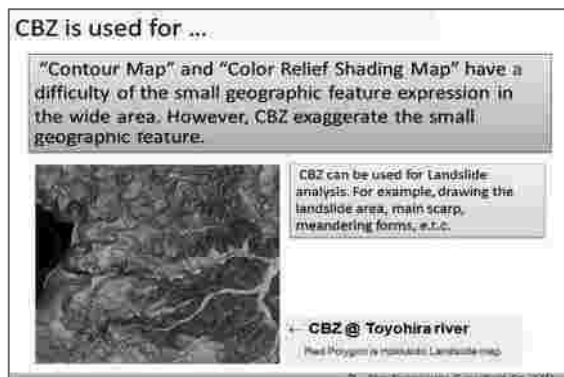 CBZ is used for ...
“Contour Map” and “Color Relief Shading Map” have a
difficulty of the small geographic feature expression in
the wide area. However, CBZ exaggerate the small
geographic feature.
CBZ can be used for Landslide
analysis. For example, drawing the
landslide area, main scarp,
meandering forms, e.t.c.
← CBZ @ Toyohira river
Red Polygon is Hokkaido Landslide map